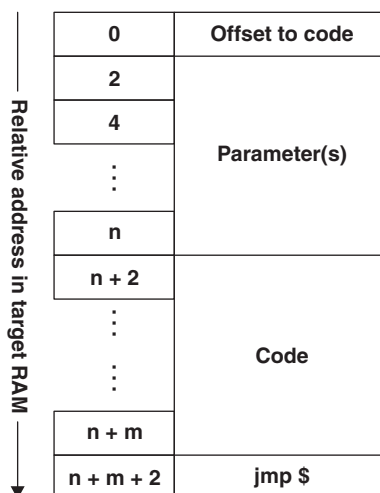 Relative address in target RAM
0 Offset to code
2
4
Parameter(s)
⋮
n
n + 2
⋮
Code
⋮
n + m
n + m + 2 jmp $